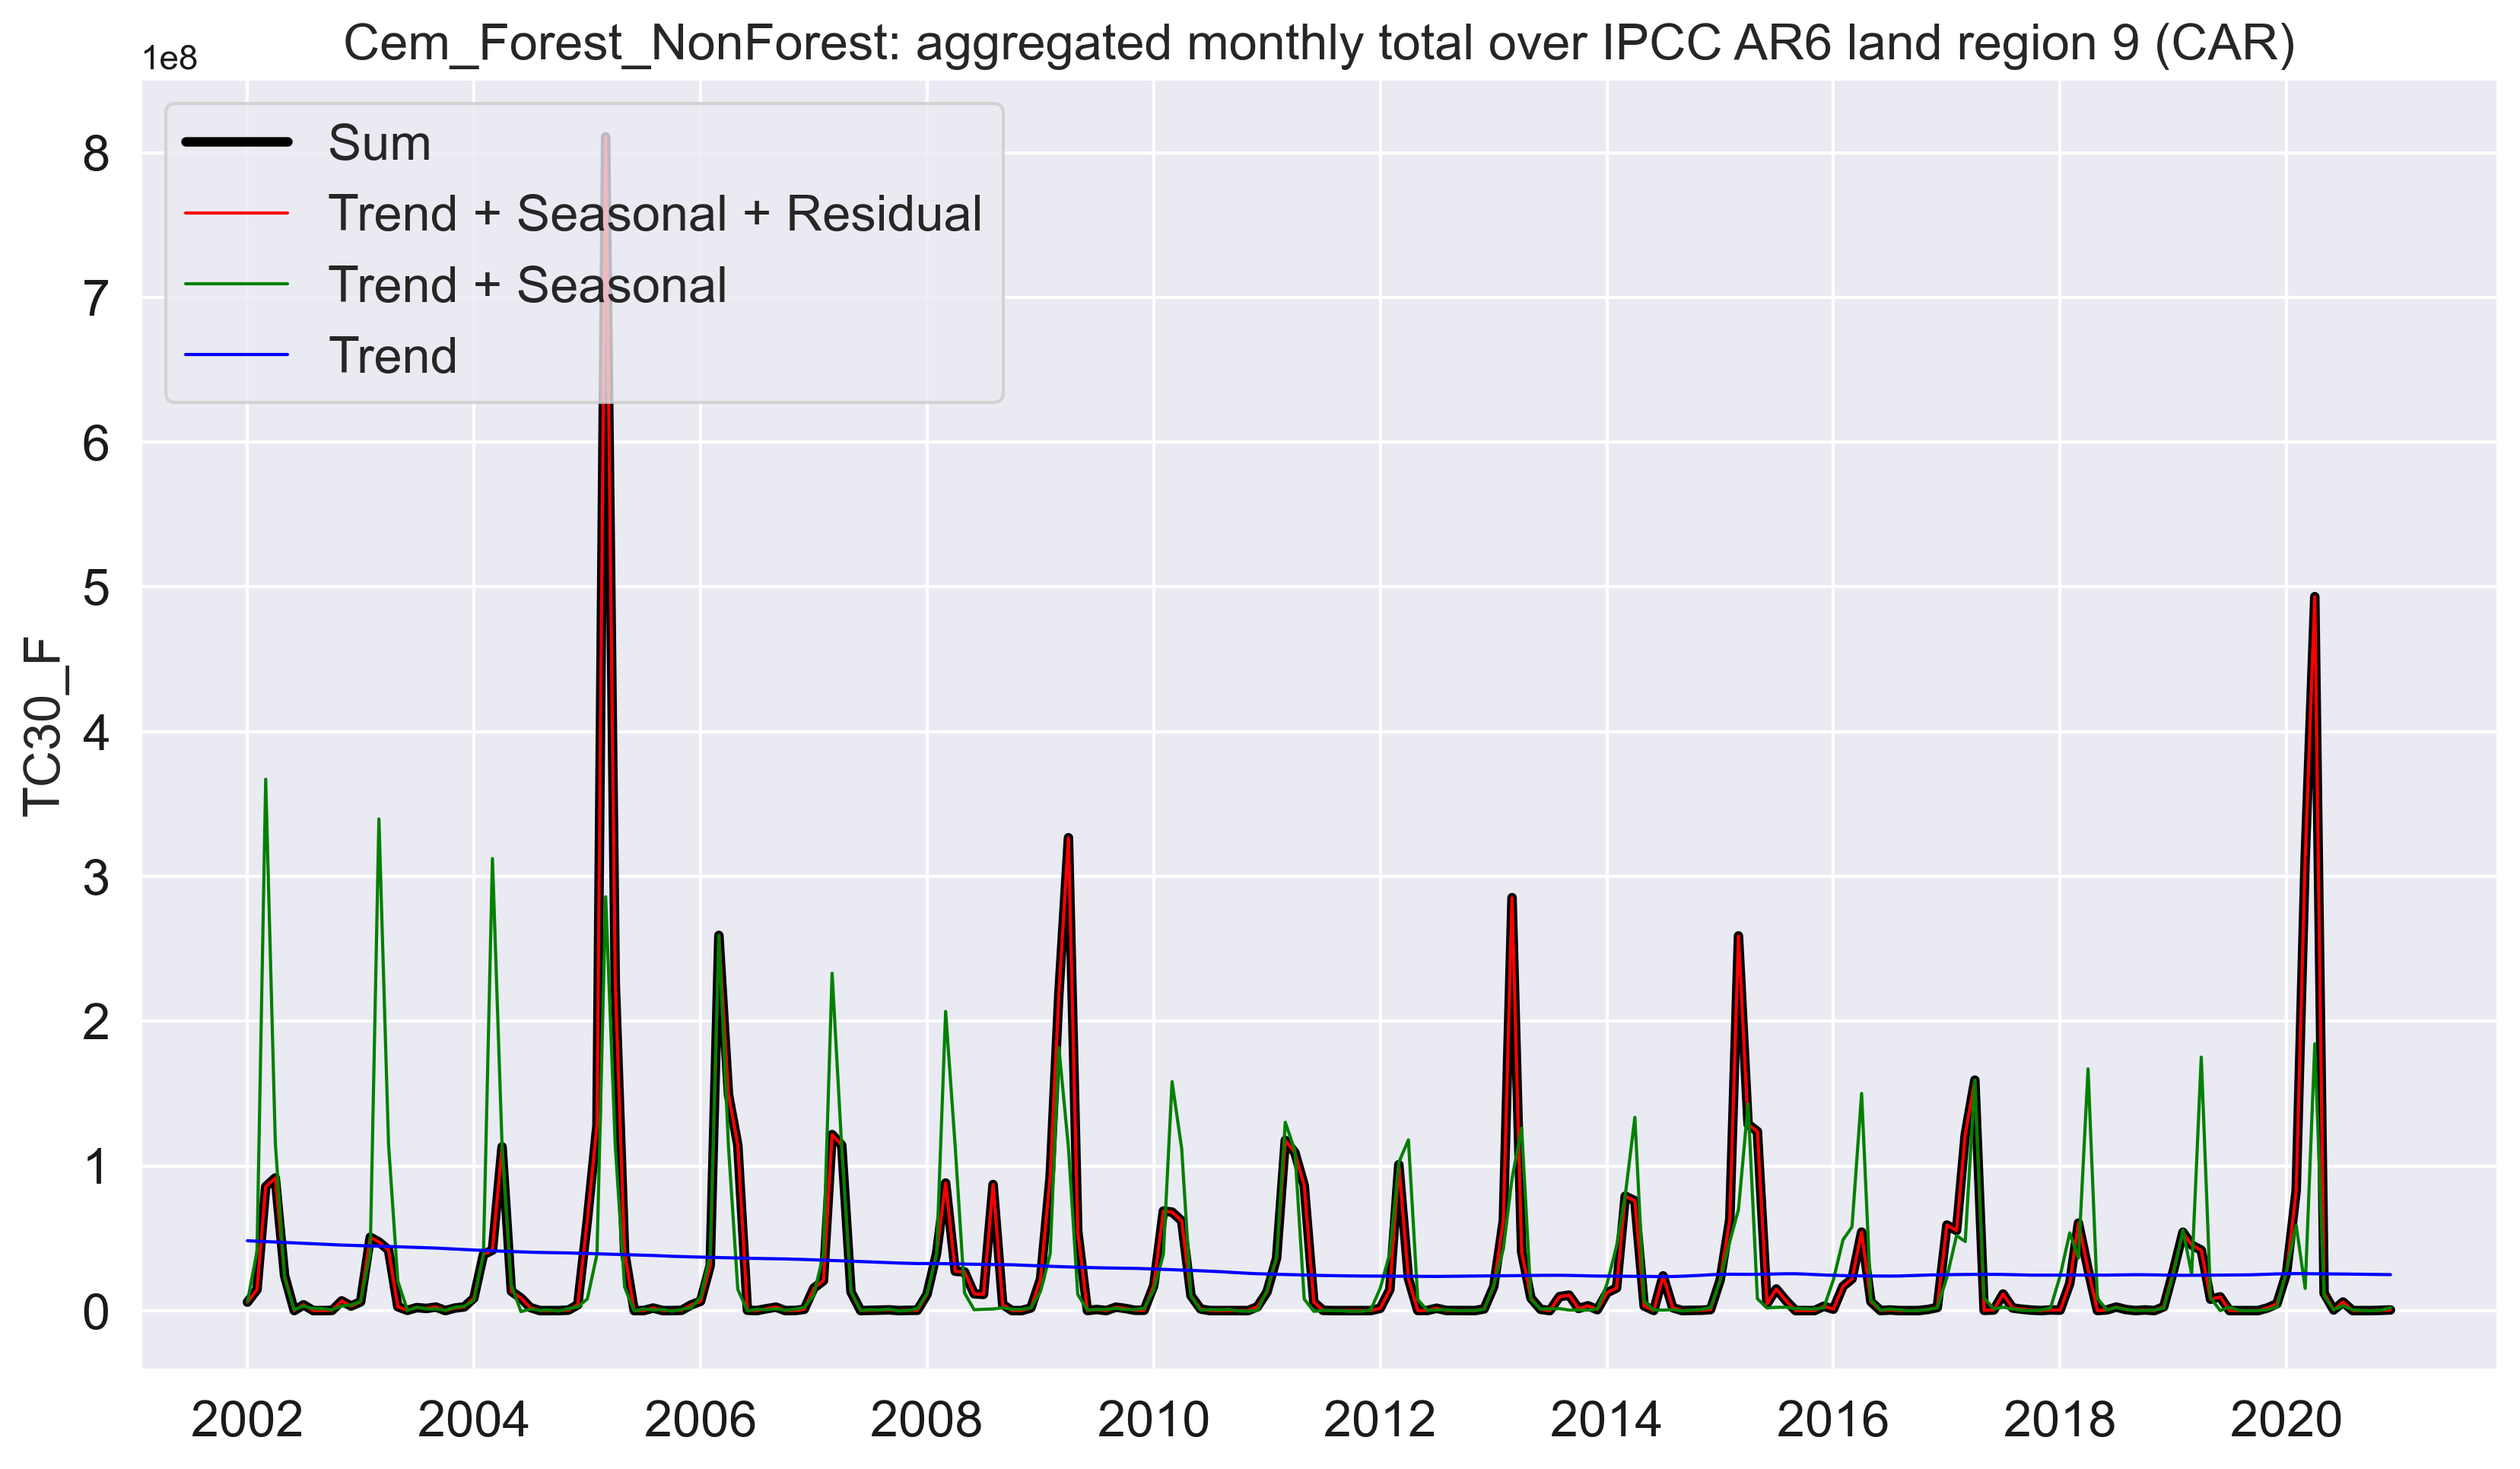 Cem_Forest_NonForest: aggregated monthly total over IPCC AR6 land region 9 (CAR)
1e8
Sum
Trend + Seasonal + Residual
Trend + Seasonal
Trend
8
7
6
5
4
3
2
1
0
TC30_F
2002 2004 2006 2008 2010 2012 2014 2016 2018 2020